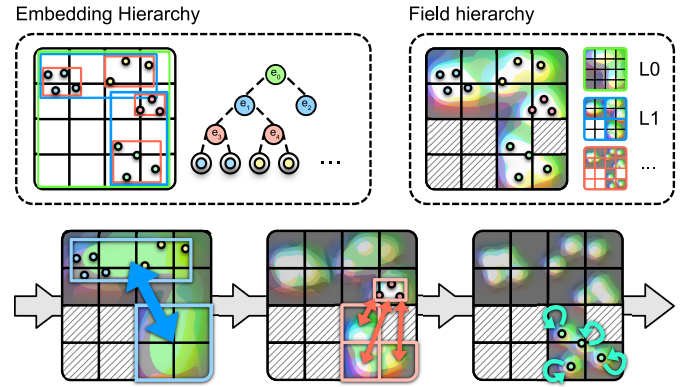 Embedding Hierarchy
Field hierarchy
e0
e1
e2
e3
e4
...
L0
L1
...